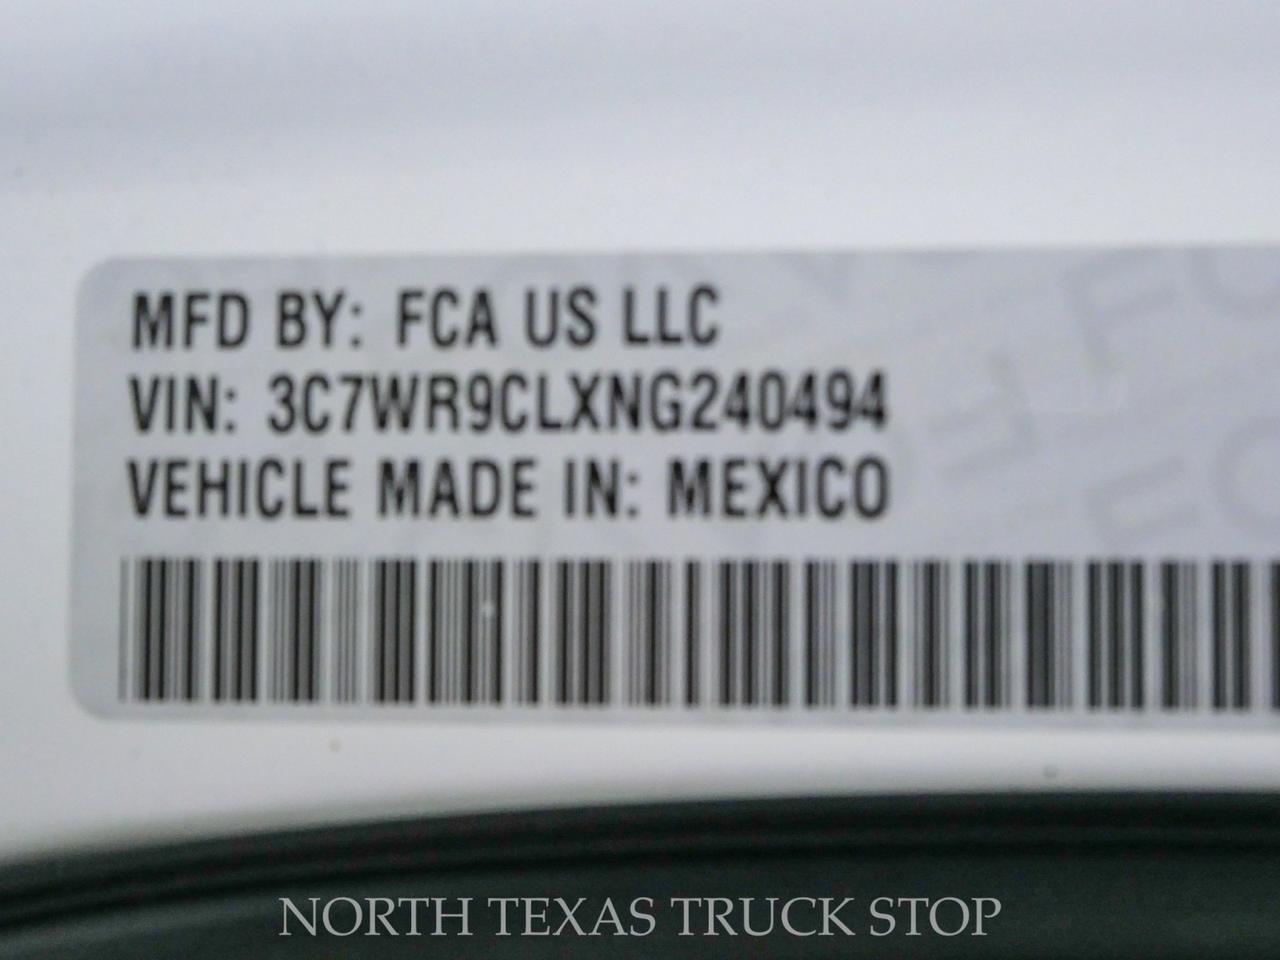 MFD BY: FCA US LLC
VIN: 3C7WR9CLXNG240494
VEHICLE MADE IN: MEXICO
NORTH TEXAS TRUCK STOP